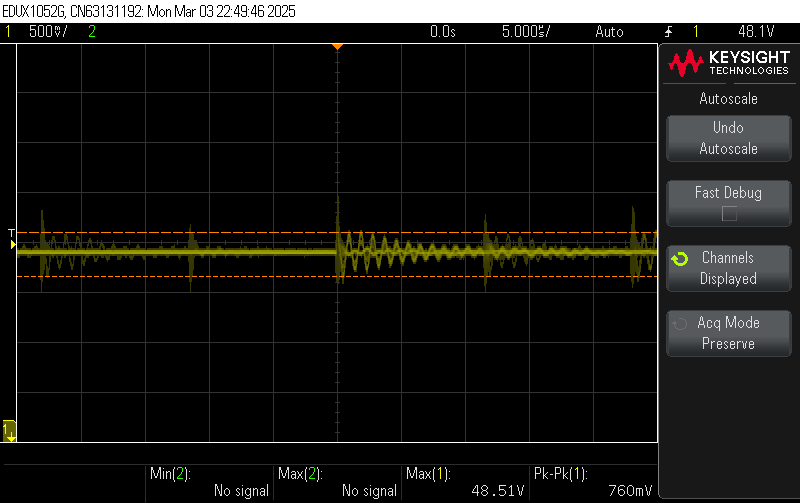 EDUX1052G, CN63131192: Mon Mar 03 22:49:46 2025
1 500mV/ 2 0.0s 5.000s/ Auto 1 48.1V
KEYSIGHT
TECHNOLOGIES
Autoscale
Undo
Autoscale
Fast Debug
T
Channels
Displayed
Acq Mode
Preserve
1
Min(2): Max(2): Max(1): Pk-Pk(1):
No signal No signal 48.51V 760mV